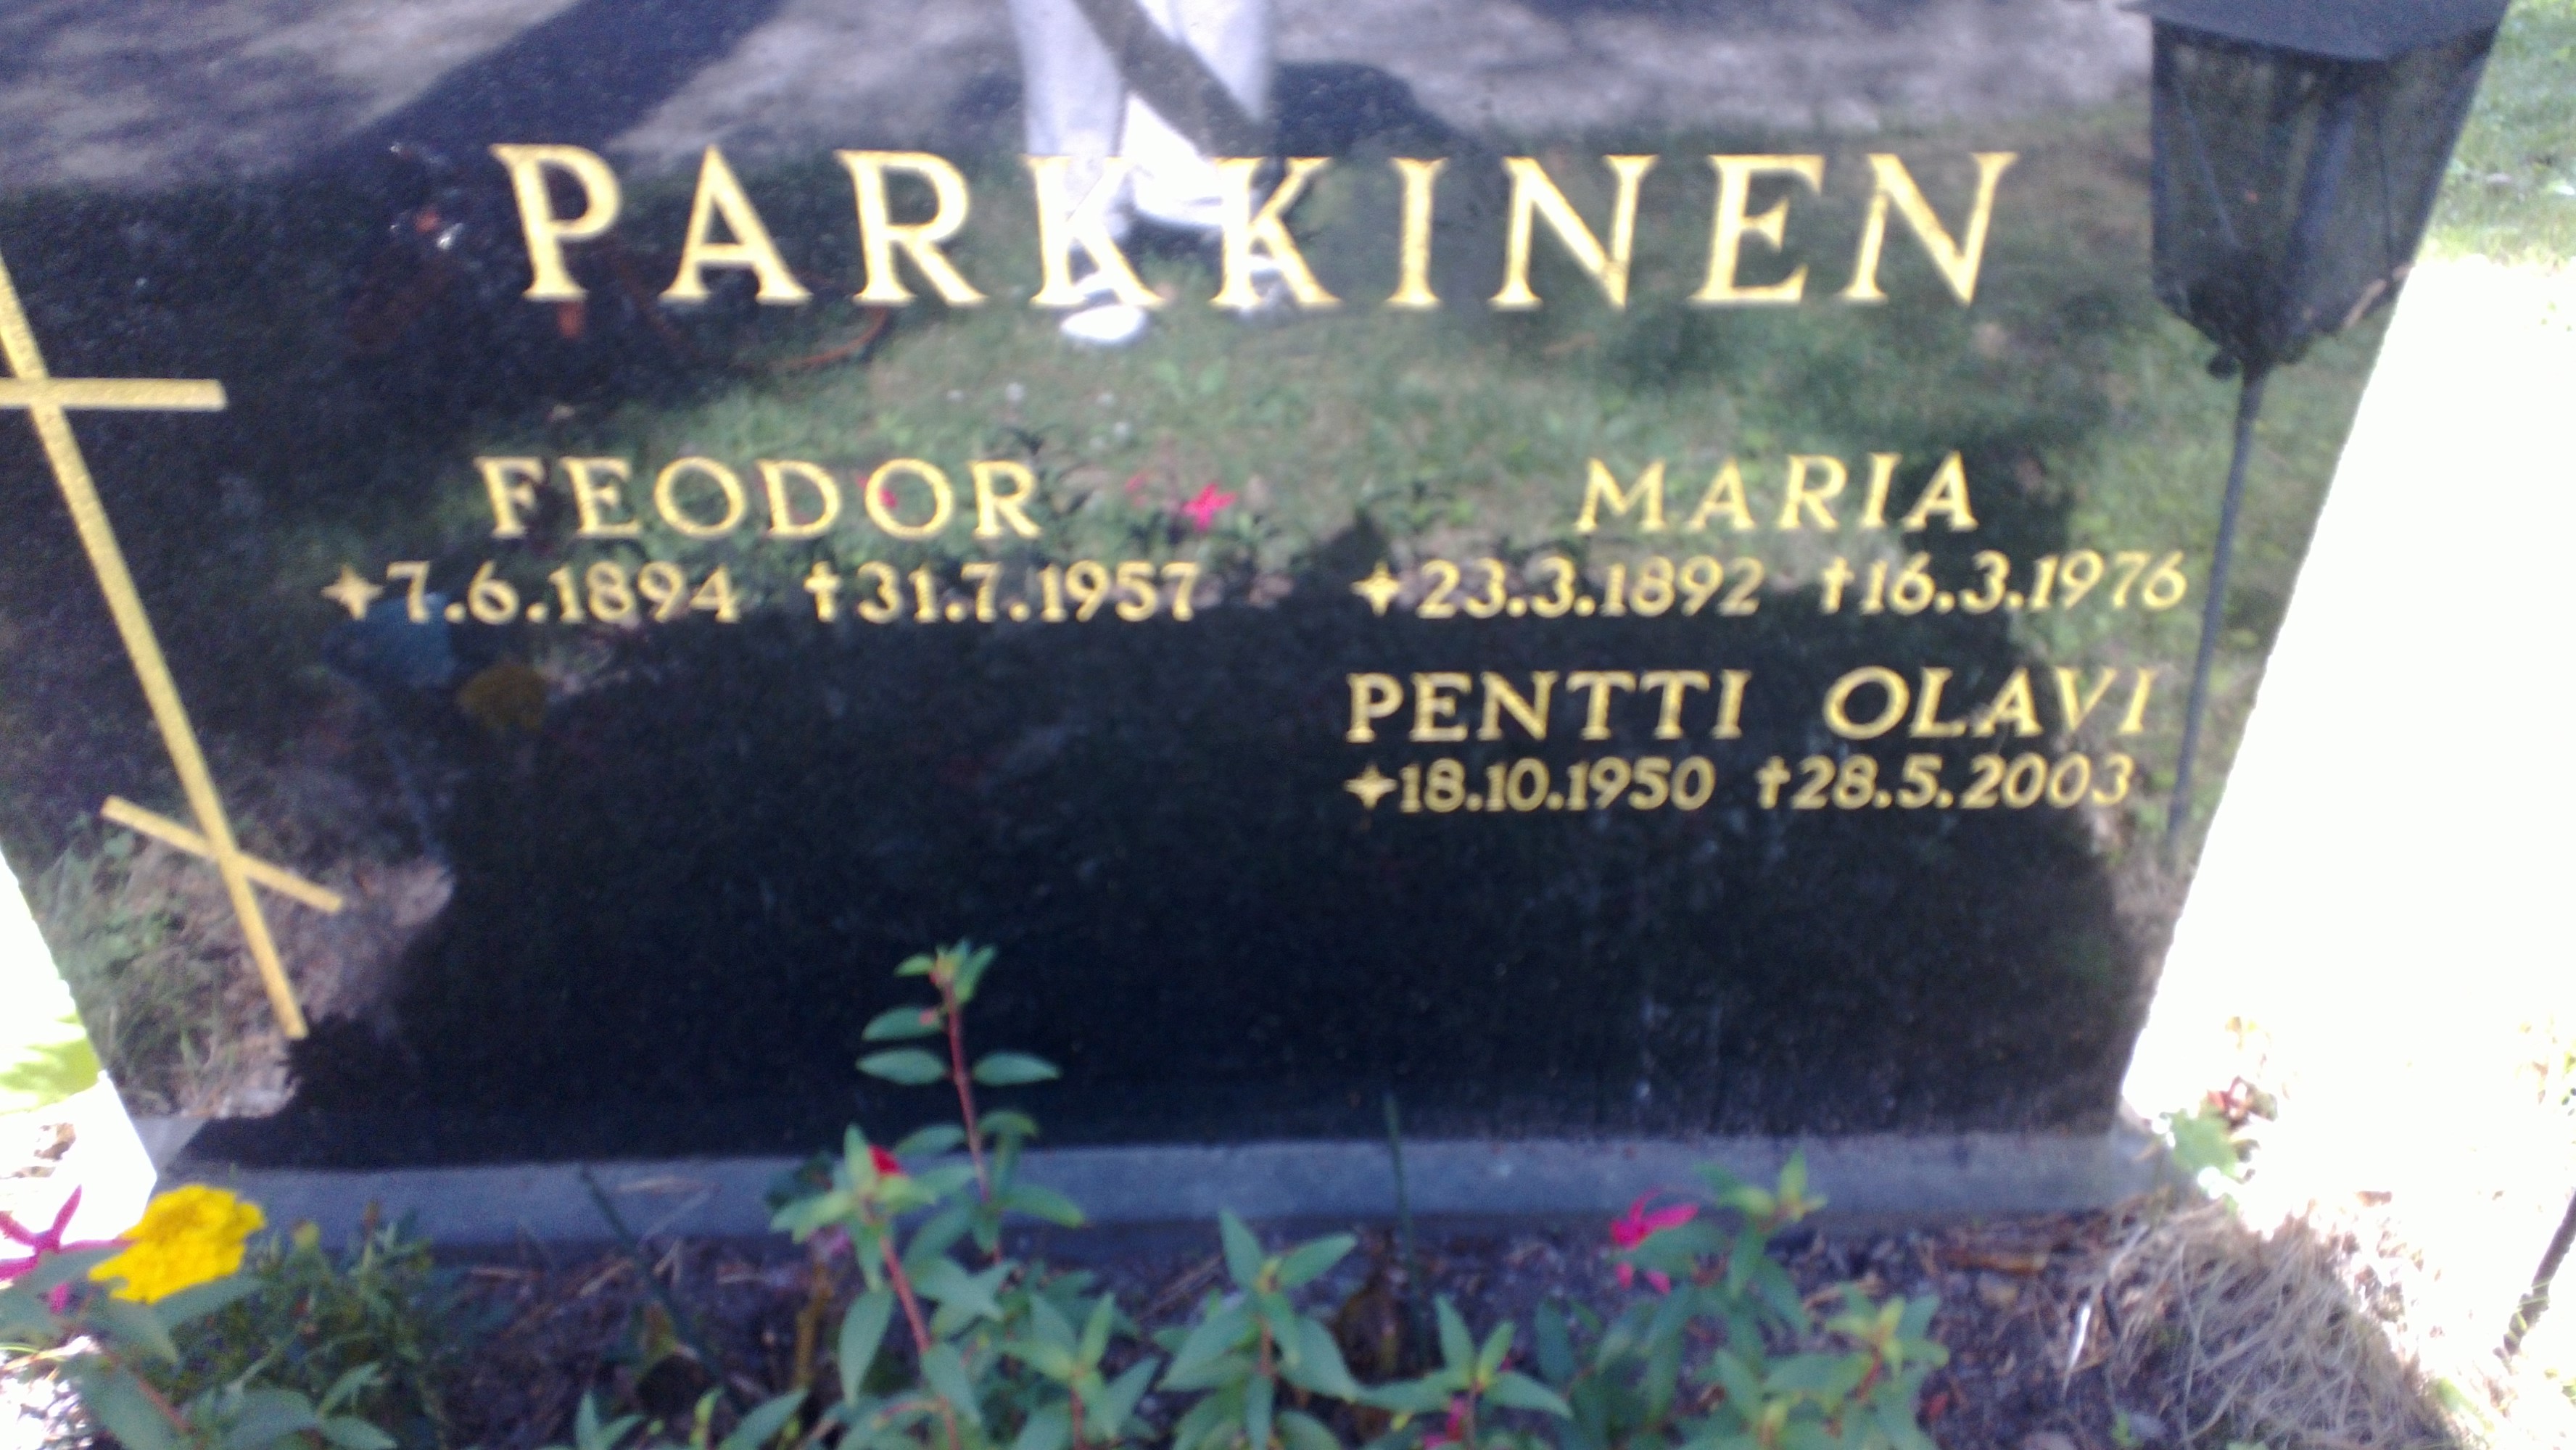 PARKKINEN
FEODOR
✦7.6.1894 ✝31.7.1957
MARIA
✦23.3.1892 ✝16.3.1976
PENTTI OLAVI
✦18.10.1950 ✝28.5.2003